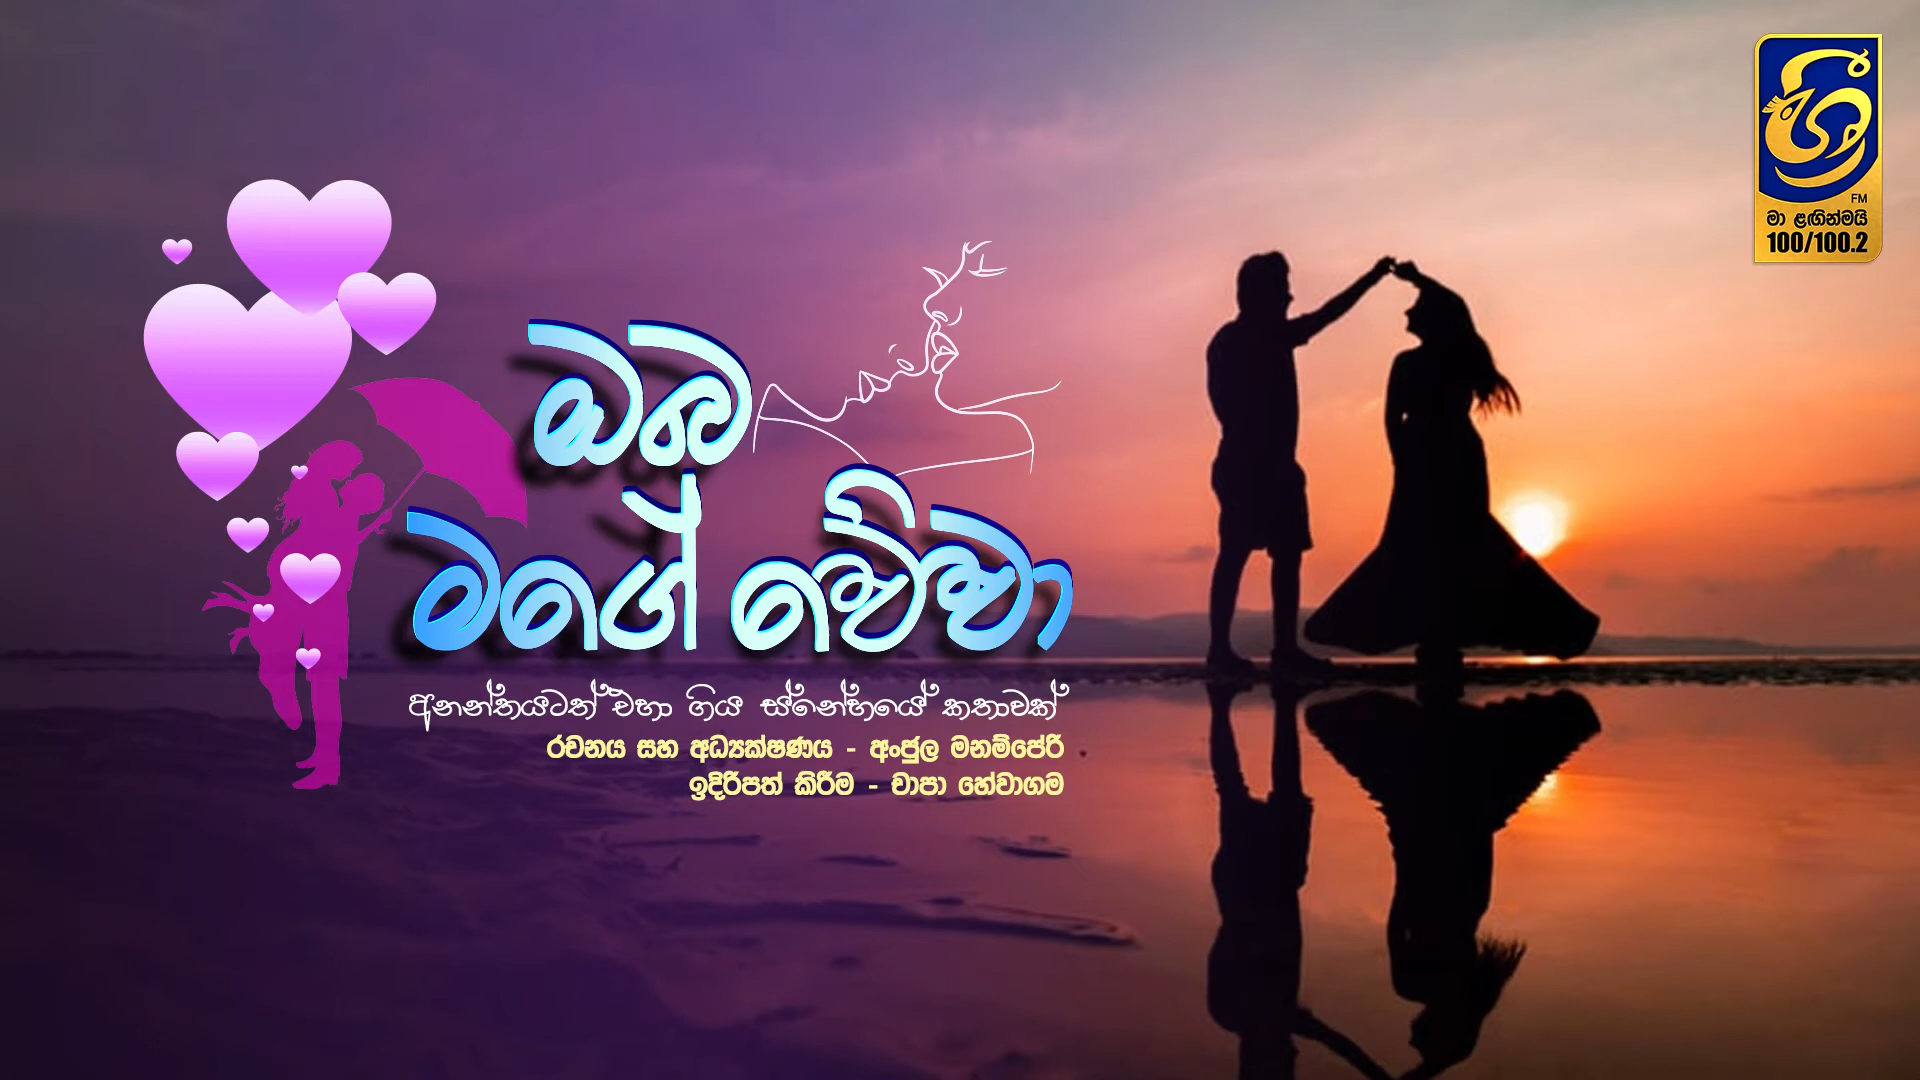 ඔබ
මගේ වේවා
අනන්තයටත් එහා ගිය ස්නේහයේ කතාවක්
රචනය සහ අධ්‍යක්ෂණය - අංජුල මනම්පේරි
ඉදිරිපත් කිරීම - චාපා හේවාගම
ශ්‍රී
FM
මා ළඟින්මයි
100/100.2